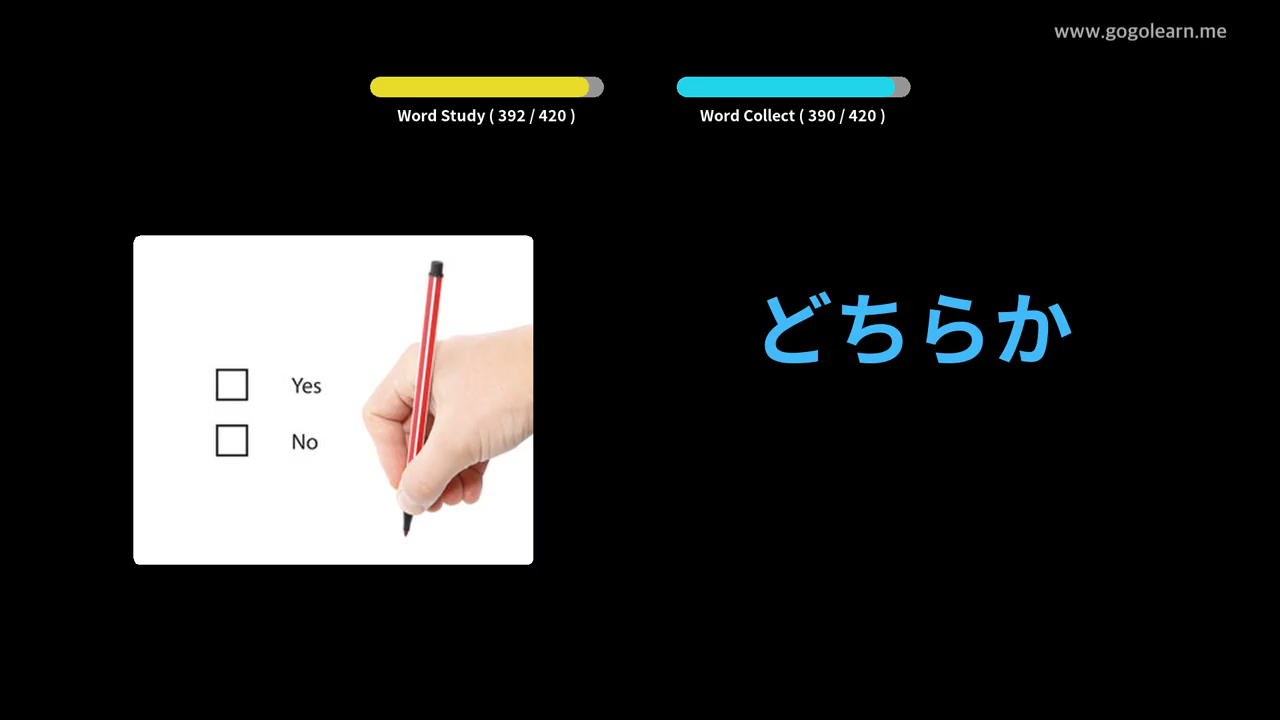 www.gogolearn.me
Word Study ( 392 / 420 )
Word Collect ( 390 / 420 )
Yes
No
どちらか